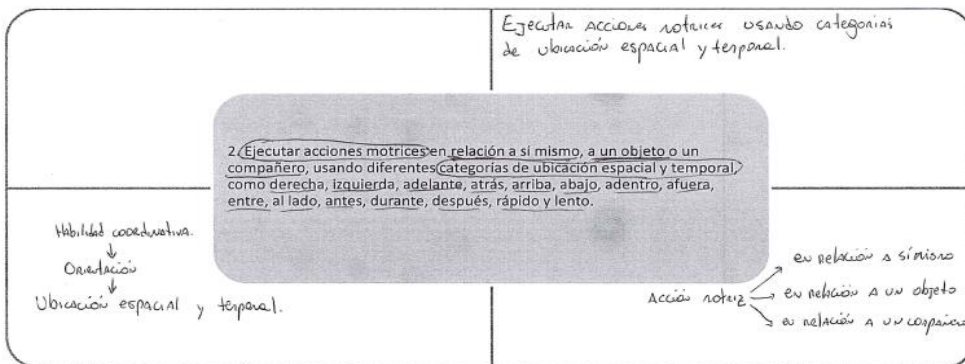 Ejecutar acciones motrices usando categorías
de ubicación espacial y temporal.
2. Ejecutar acciones motrices en relación a sí mismo, a un objeto o un
compañero, usando diferentes categorías de ubicación espacial y temporal,
como derecha, izquierda, adelante, atrás, arriba, abajo, adentro, afuera,
entre, al lado, antes, durante, después, rápido y lento.
Habilidad coordinativa.
Orientación
Ubicación espacial y temporal.
en relación a sí mismo
Acción motriz
en relación a un objeto
en relación a un compañero